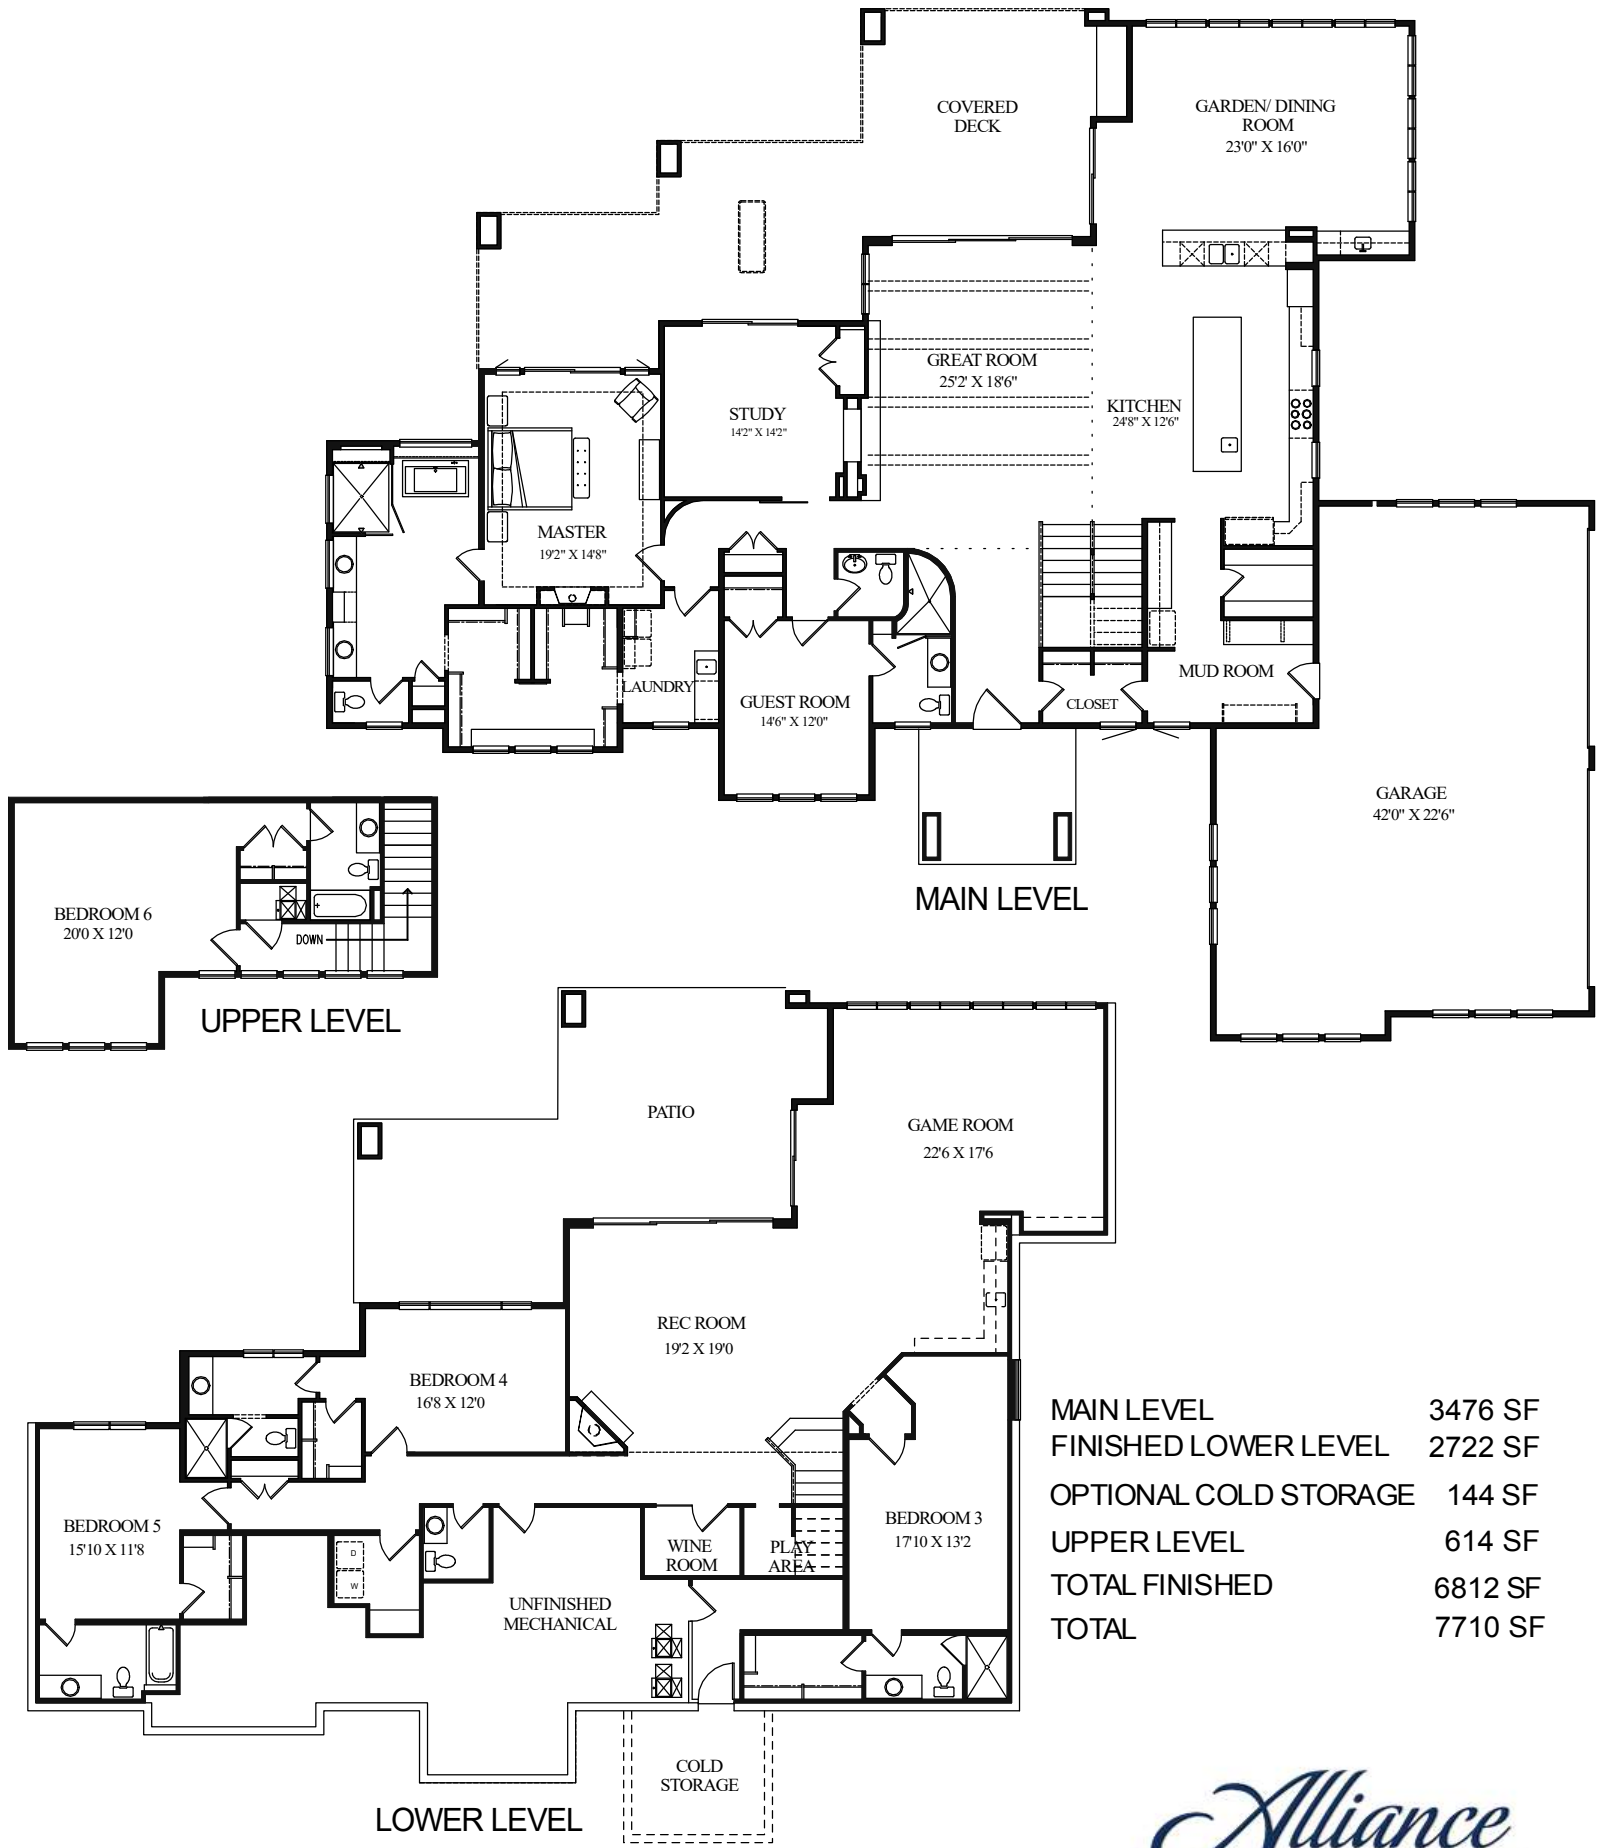 COVERED
DECK
GARDEN/ DINING
ROOM
23'0" X 16'0"
GREAT ROOM
25'2' X 18'6"
KITCHEN
24'8" X 12'6"
STUDY
14'2" X 14'2"
MASTER
19'2" X 14'8"
LAUNDRY
GUEST ROOM
14'6" X 12'0"
CLOSET
MUD ROOM
GARAGE
42'0" X 22'6"
MAIN LEVEL
BEDROOM 6
20'0 X 12'0
DOWN
UPPER LEVEL
PATIO
GAME ROOM
22'6 X 17'6
REC ROOM
19'2 X 19'0
BEDROOM 4
16'8 X 12'0
BEDROOM 5
15'10 X 11'8
D
W
WINE
ROOM
PLAY
AREA
BEDROOM 3
17'10 X 13'2
UNFINISHED
MECHANICAL
COLD
STORAGE
LOWER LEVEL
MAIN LEVEL 3476 SF
FINISHED LOWER LEVEL 2722 SF
OPTIONAL COLD STORAGE 144 SF
UPPER LEVEL 614 SF
TOTAL FINISHED 6812 SF
TOTAL 7710 SF
Alliance